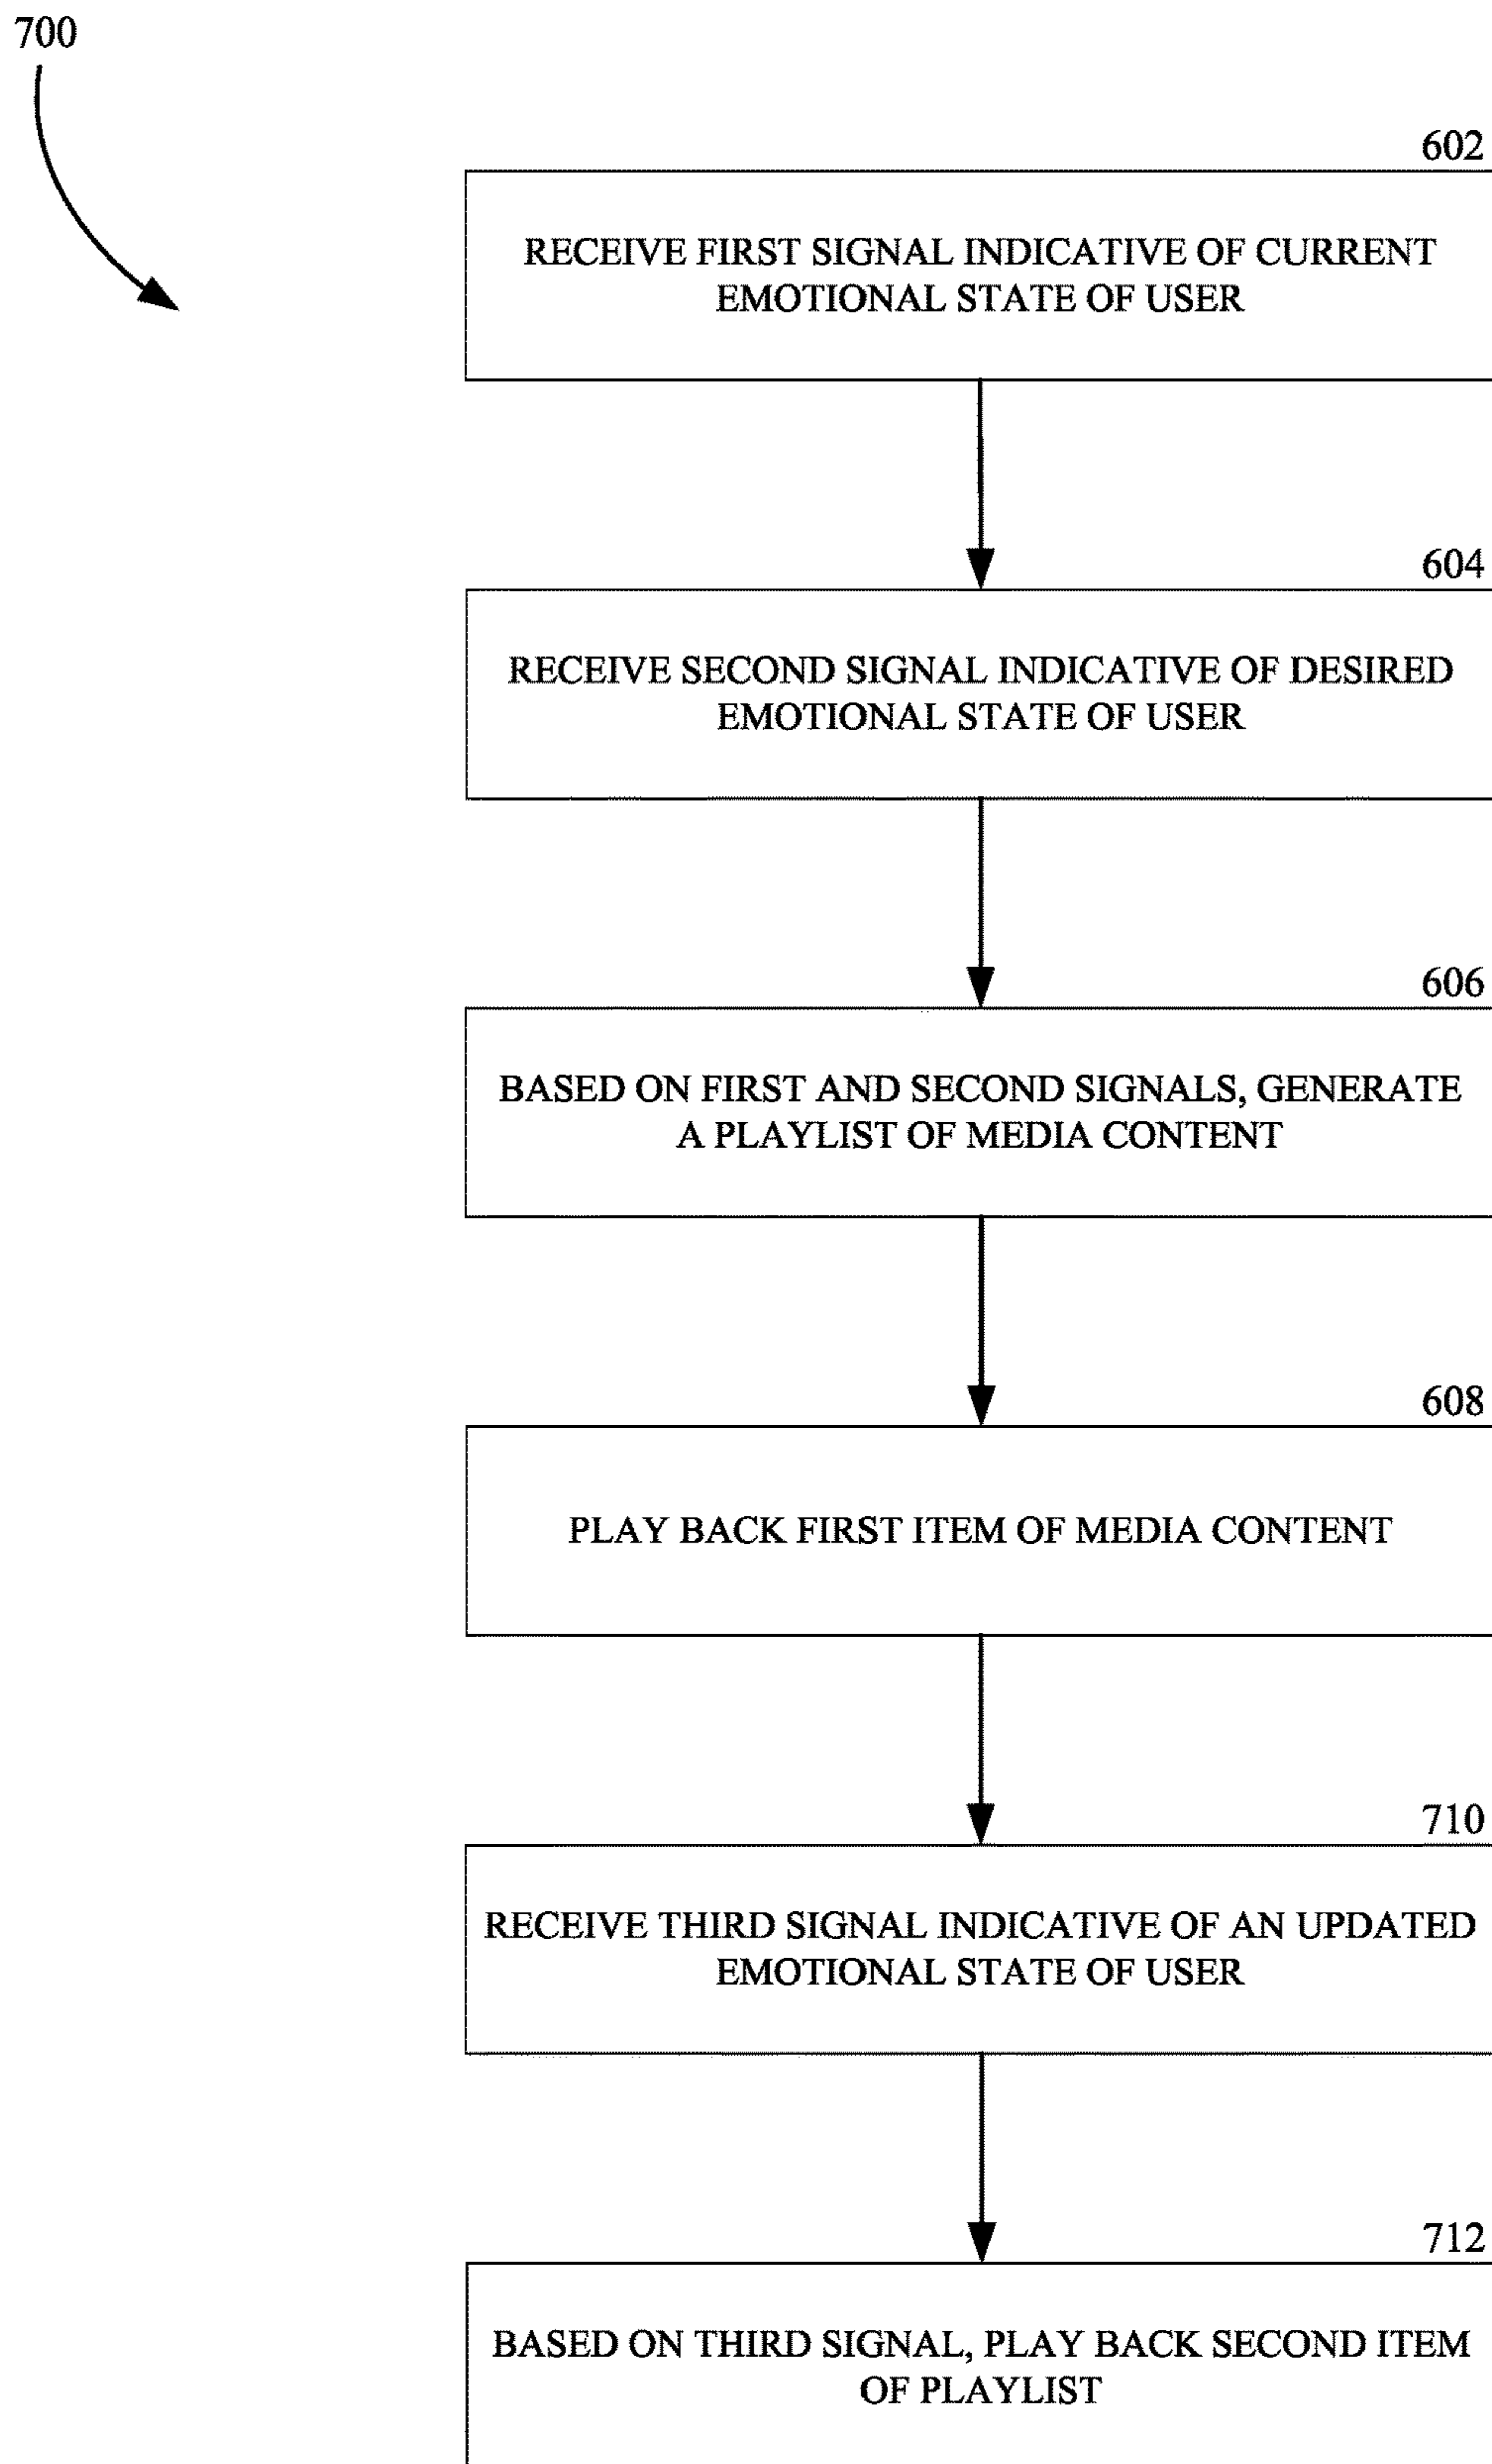 700
602
RECEIVE FIRST SIGNAL INDICATIVE OF CURRENT
EMOTIONAL STATE OF USER
604
RECEIVE SECOND SIGNAL INDICATIVE OF DESIRED
EMOTIONAL STATE OF USER
606
BASED ON FIRST AND SECOND SIGNALS, GENERATE
A PLAYLIST OF MEDIA CONTENT
608
PLAY BACK FIRST ITEM OF MEDIA CONTENT
710
RECEIVE THIRD SIGNAL INDICATIVE OF AN UPDATED
EMOTIONAL STATE OF USER
712
BASED ON THIRD SIGNAL, PLAY BACK SECOND ITEM
OF PLAYLIST